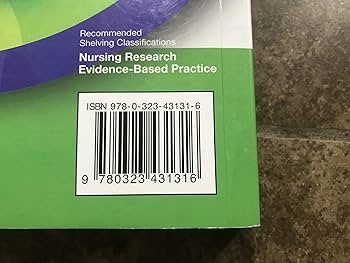 Recommended
Shelving Classifications
Nursing Research
Evidence-Based Practice
ISBN 978-0-323-43131-6
9 780323 431316